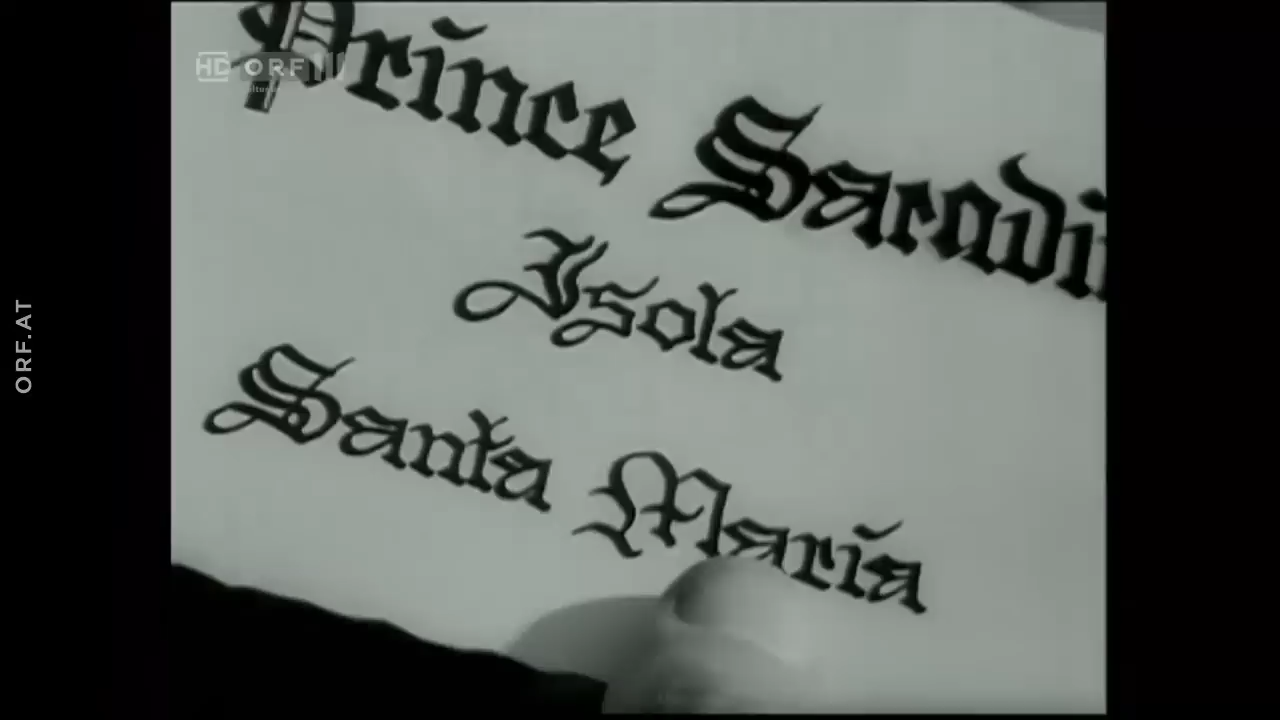 Prince Saradi
HD ORF III
ORF.AT
Isola
Santa Maria